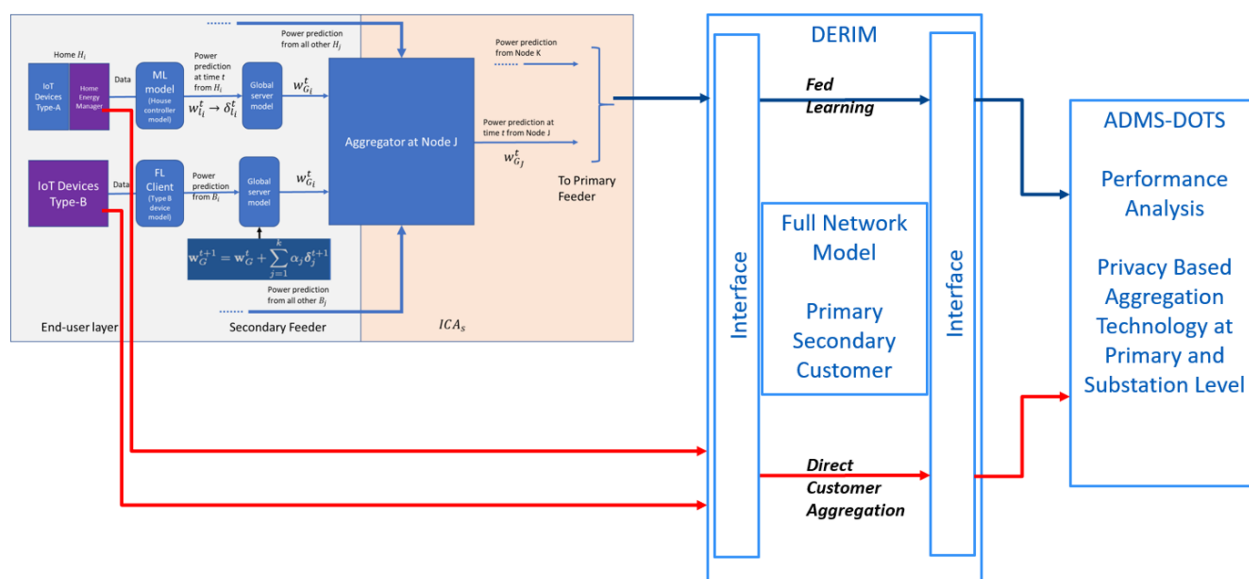 Home H_i
IoT
Devices
Type-A
Home
Energy
Manager
Data
ML
model
(House
controller
model)
Power
prediction
at time t
from H_i
w^t_{l_i} → δ^t_{l_i}
Global
server
model
w^t_{G_i}
Power prediction
from all other H_j
IoT Devices
Type-B
Data
FL
Client
(Type B
device model)
Power
prediction
from B_i
Global
server
model
w^t_{G_i}
w_G^{t+1} = w_G^t + \sum_{j=1}^{k} α_j δ_j^{t+1}
Power prediction
from all other B_j
End-user layer
Secondary Feeder
ICA_s
Aggregator at Node J
Power prediction
from Node K
Power prediction at
time t from Node J
w^t_{G_j}
To Primary
Feeder
DERIM
Interface
Fed
Learning
Full Network
Model
Primary
Secondary
Customer
Direct
Customer
Aggregation
Interface
ADMS-DOTS
Performance
Analysis
Privacy Based
Aggregation
Technology at
Primary and
Substation Level